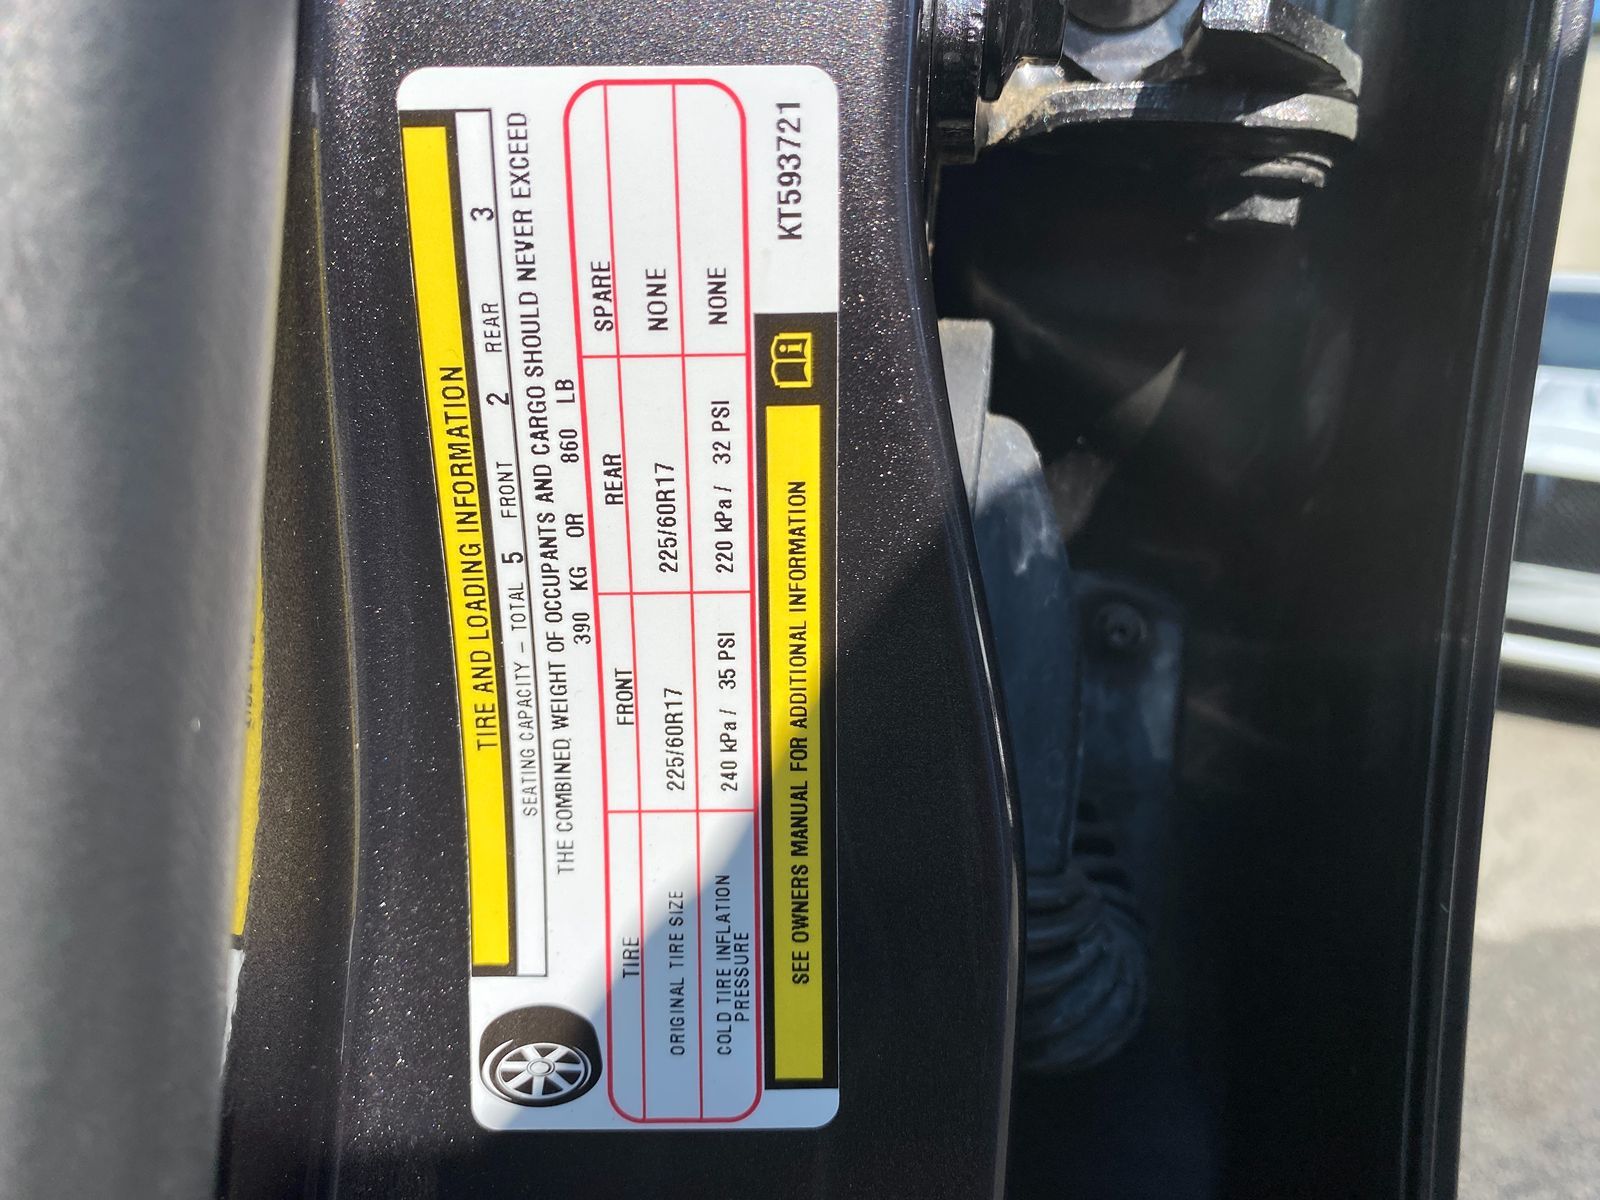 TIRE AND LOADING INFORMATION
SEATING CAPACITY – TOTAL 5 FRONT 2 REAR 3
THE COMBINED WEIGHT OF OCCUPANTS AND CARGO SHOULD NEVER EXCEED
390 KG OR 860 LB
TIRE FRONT REAR SPARE
ORIGINAL TIRE SIZE 225/60R17 225/60R17 NONE
COLD TIRE INFLATION PRESSURE 240 kPa / 35 PSI 220 kPa / 32 PSI NONE
SEE OWNERS MANUAL FOR ADDITIONAL INFORMATION
KT593721